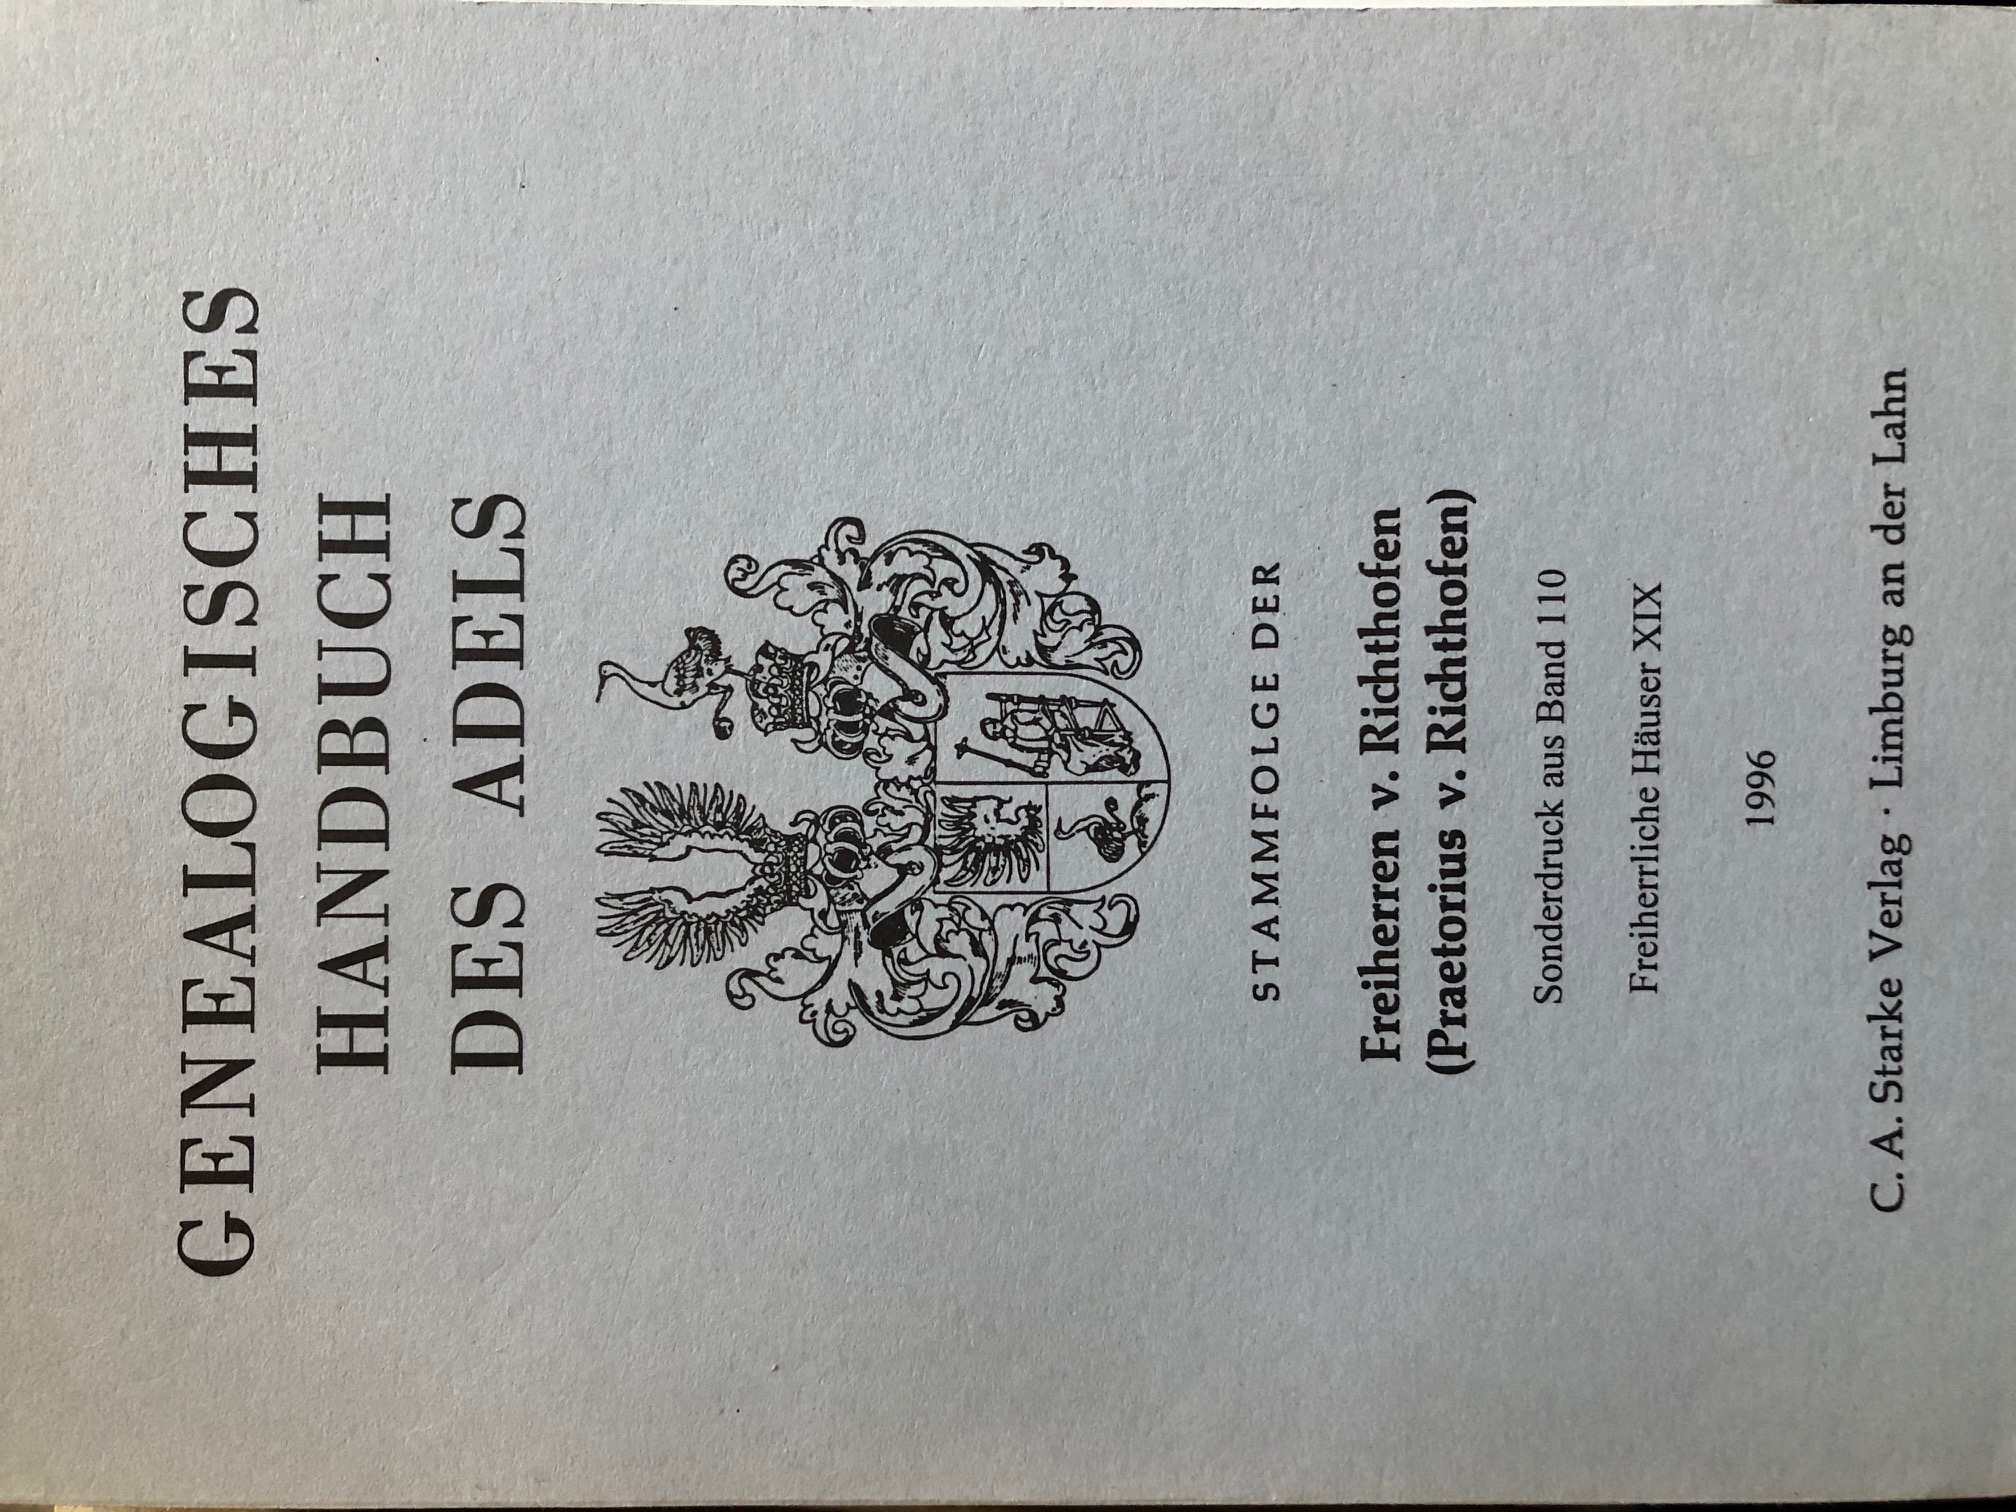 GENEALOGISCHES
HANDBUCH
DES ADELS
STAMMFOLGE DER
Freiherren v. Richthofen
(Praetorius v. Richthofen)
Sonderdruck aus Band 110
Freiherrliche Häuser XIX
1996
C. A. Starke Verlag · Limburg an der Lahn